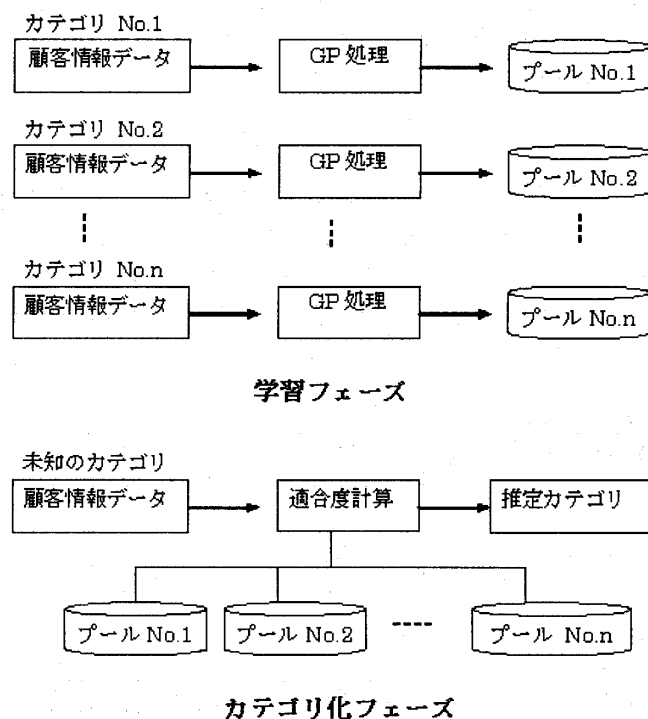 カテゴリ No.1
顧客情報データ
GP 処理
プール No.1
カテゴリ No.2
顧客情報データ
GP 処理
プール No.2
カテゴリ No.n
顧客情報データ
GP 処理
プール No.n
学習フェーズ
未知のカテゴリ
顧客情報データ
適合度計算
推定カテゴリ
プール No.1
プール No.2
プール No.n
カテゴリ化フェーズ